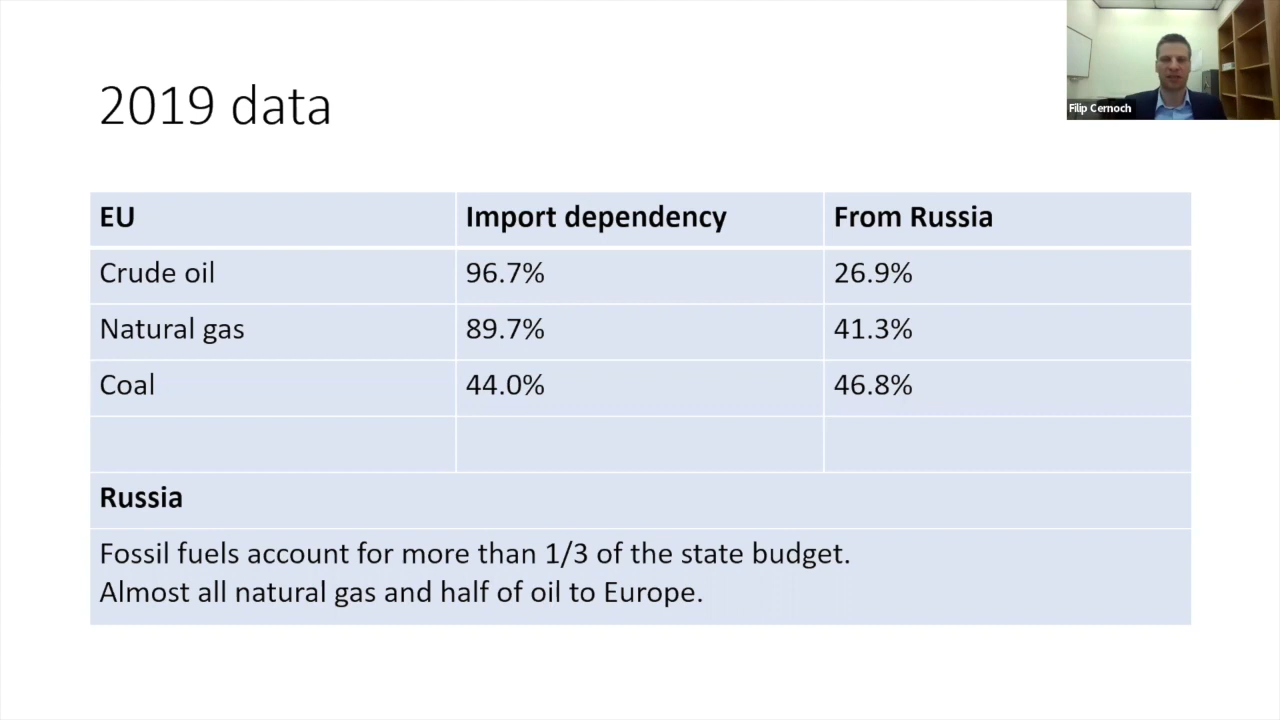 2019 data
Filip Cernoch
EU Import dependency From Russia
Crude oil 96.7% 26.9%
Natural gas 89.7% 41.3%
Coal 44.0% 46.8%
Russia
Fossil fuels account for more than 1/3 of the state budget.
Almost all natural gas and half of oil to Europe.